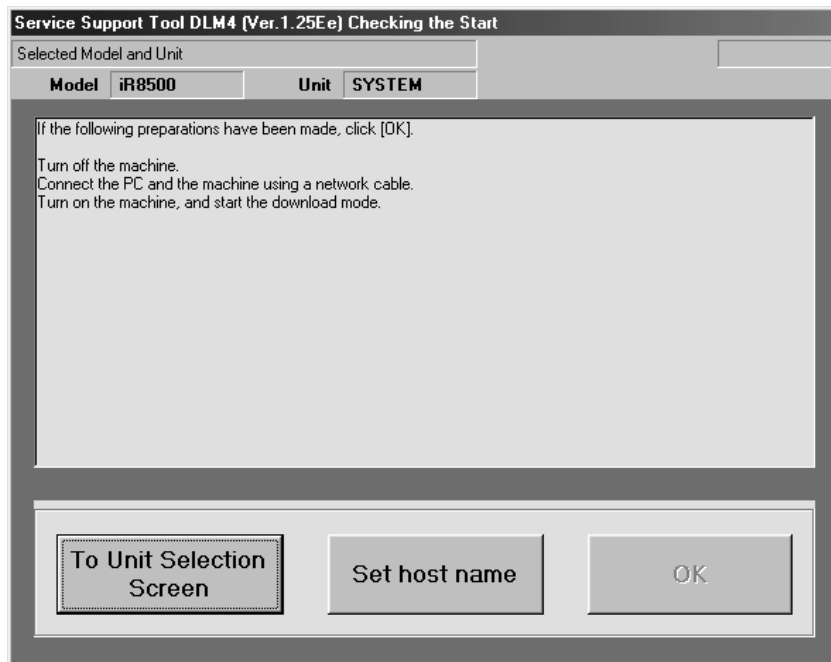 Service Support Tool DLM4 (Ver.1.25Ee) Checking the Start
Selected Model and Unit
Model iR8500 Unit SYSTEM
If the following preparations have been made, click [OK].
Turn off the machine.
Connect the PC and the machine using a network cable.
Turn on the machine, and start the download mode.
To Unit Selection
Screen
Set host name
OK